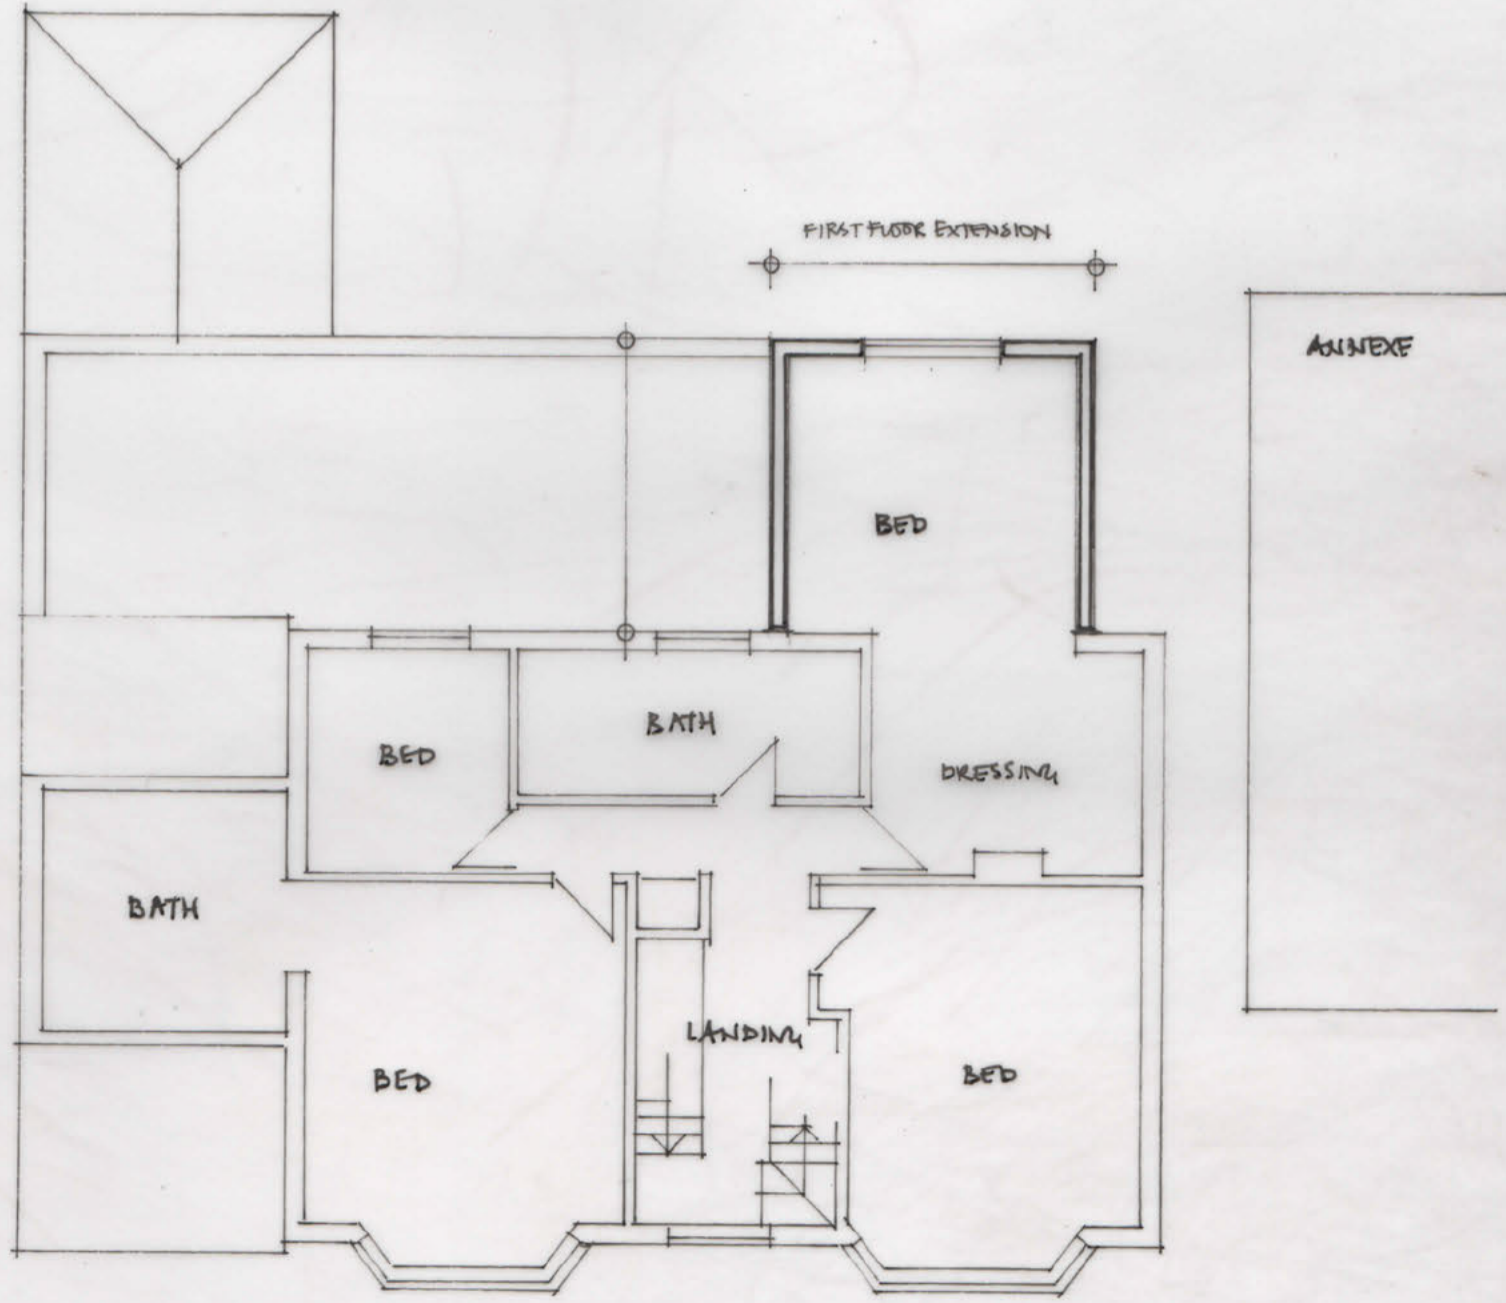 FIRST FLOOR EXTENSION
ANNEXE
BED
BATH
BED
DRESSING
BATH
LANDING
BED
BED